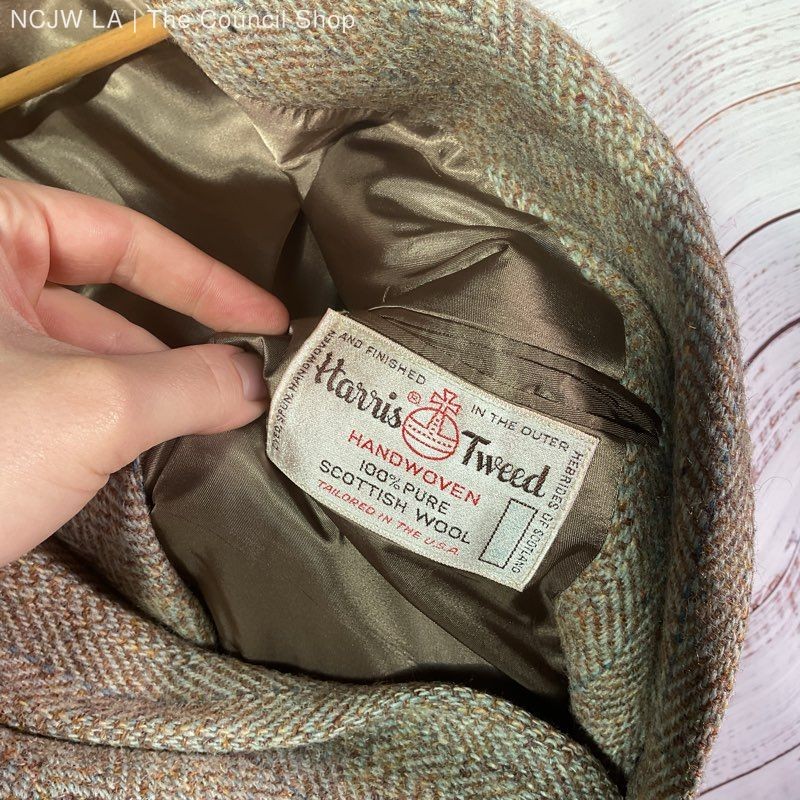 NCJW LA | The Council Shop
DYED, SPUN, HANDWOVEN AND FINISHED IN THE OUTER HEBRIDES OF SCOTLAND
Harris Tweed
®
HANDWOVEN
100% PURE
SCOTTISH WOOL
TAILORED IN THE U.S.A.